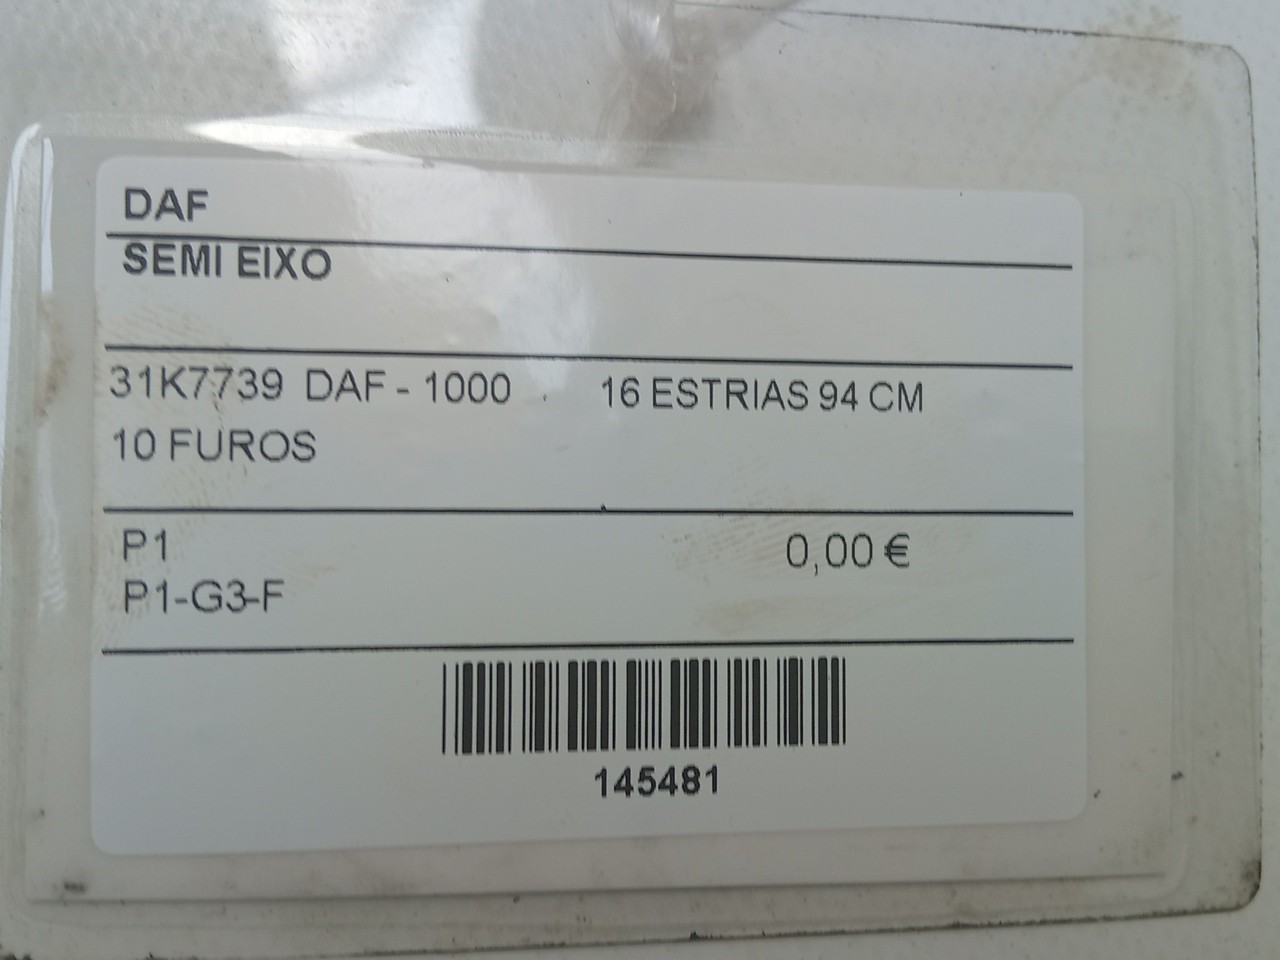 DAF
SEMI EIXO
31K7739 DAF - 1000 16 ESTRIAS 94 CM
10 FUROS
P1 0,00 €
P1-G3-F
145481